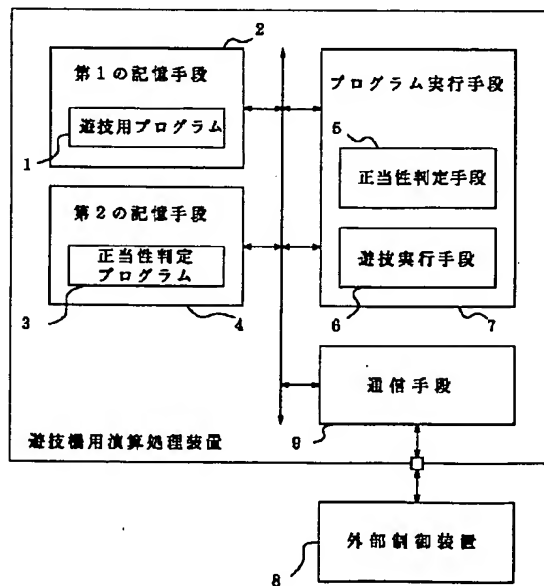 2
第1の記憶手段
遊技用プログラム
1
第2の記憶手段
正当性判定
プログラム
3
4
プログラム実行手段
5
正当性判定手段
遊技実行手段
6
7
通信手段
9
遊技機用演算処理装置
外部制御装置
8